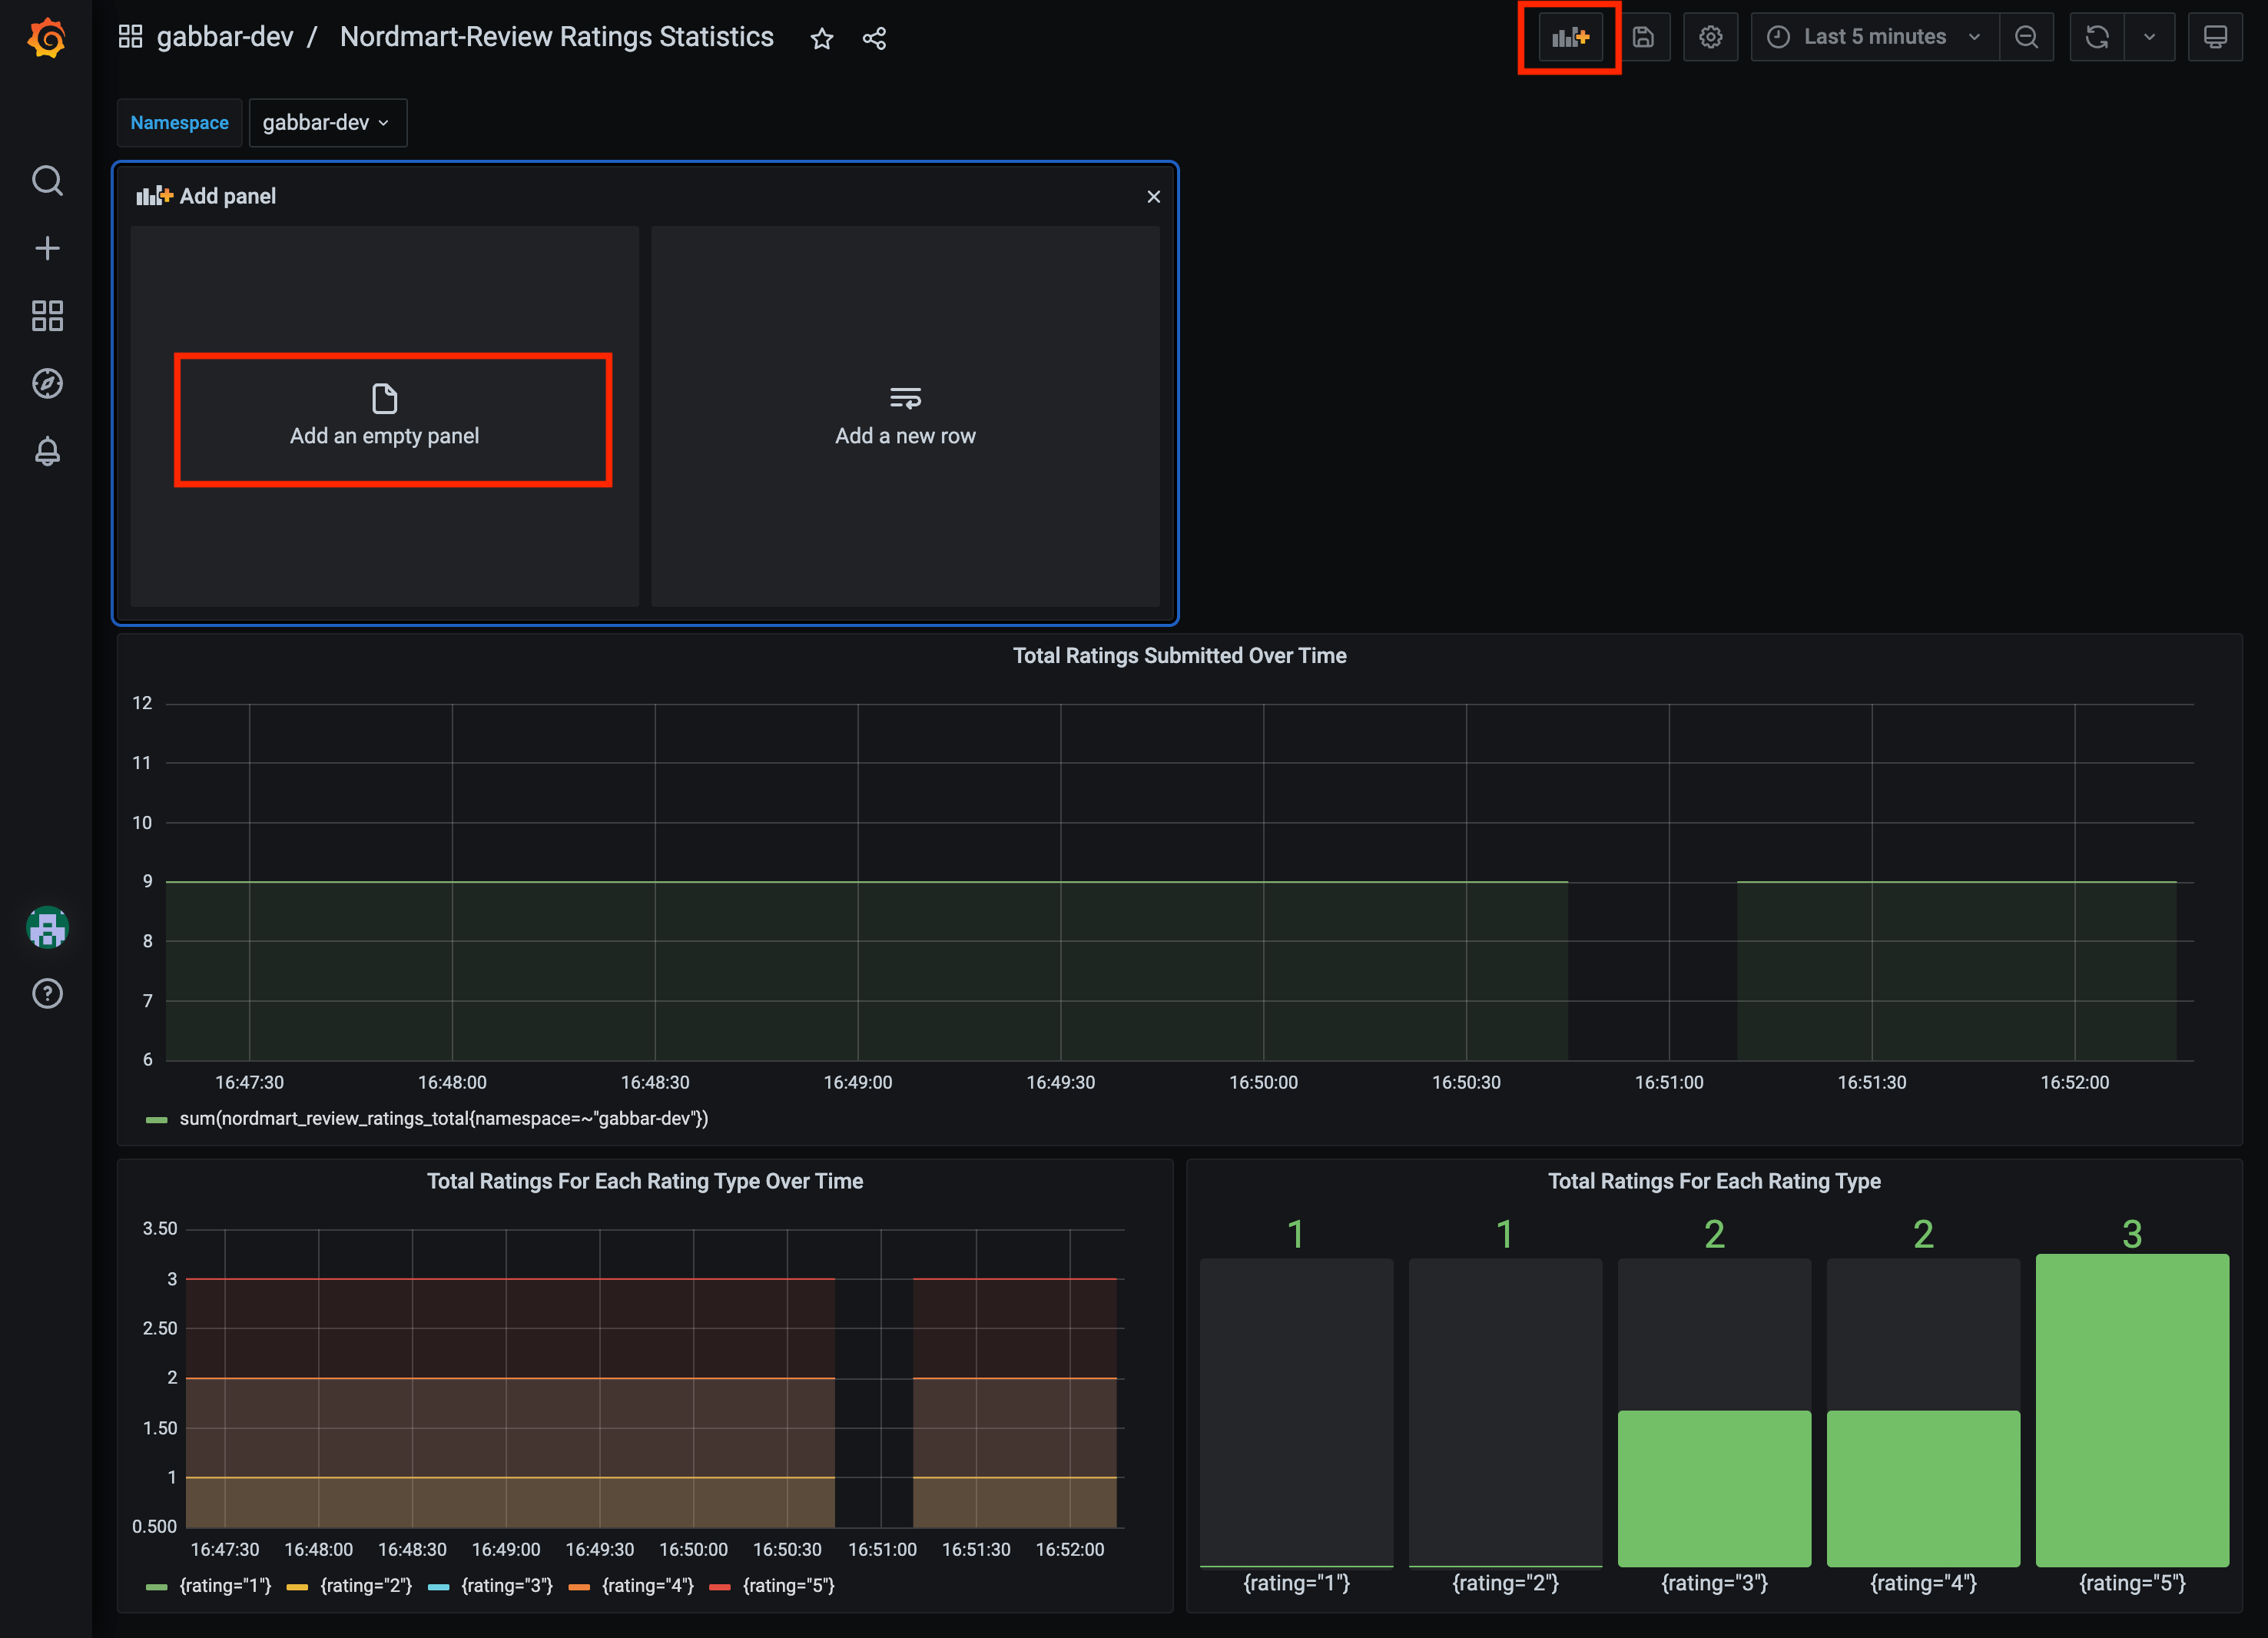 gabbar-dev / Nordmart-Review Ratings Statistics
Last 5 minutes
Namespace gabbar-dev
Add panel
Add an empty panel
Add a new row
Total Ratings Submitted Over Time
12
11
10
9
8
7
6
16:47:30 16:48:00 16:48:30 16:49:00 16:49:30 16:50:00 16:50:30 16:51:00 16:51:30 16:52:00
sum(nordmart_review_ratings_total{namespace=~"gabbar-dev"})
Total Ratings For Each Rating Type Over Time
3.50
3
2.50
2
1.50
1
0.500
16:47:30 16:48:00 16:48:30 16:49:00 16:49:30 16:50:00 16:50:30 16:51:00 16:51:30 16:52:00
{rating="1"} {rating="2"} {rating="3"} {rating="4"} {rating="5"}
Total Ratings For Each Rating Type
1 1 2 2 3
{rating="1"} {rating="2"} {rating="3"} {rating="4"} {rating="5"}